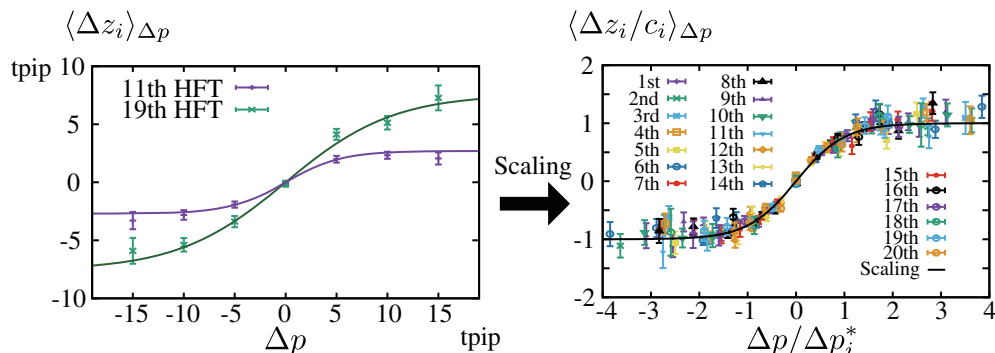 ⟨Δz_i⟩_Δp
tpip
10
5
0
-5
-10
11th HFT
19th HFT
-15 -10 -5 0 5 10 15
Δp
tpip
Scaling
⟨Δz_i/c_i⟩_Δp
2
1
0
-1
-2
1st
2nd
3rd
4th
5th
6th
7th
8th
9th
10th
11th
12th
13th
14th
15th
16th
17th
18th
19th
20th
Scaling
-4 -3 -2 -1 0 1 2 3 4
Δp/Δp_i^*